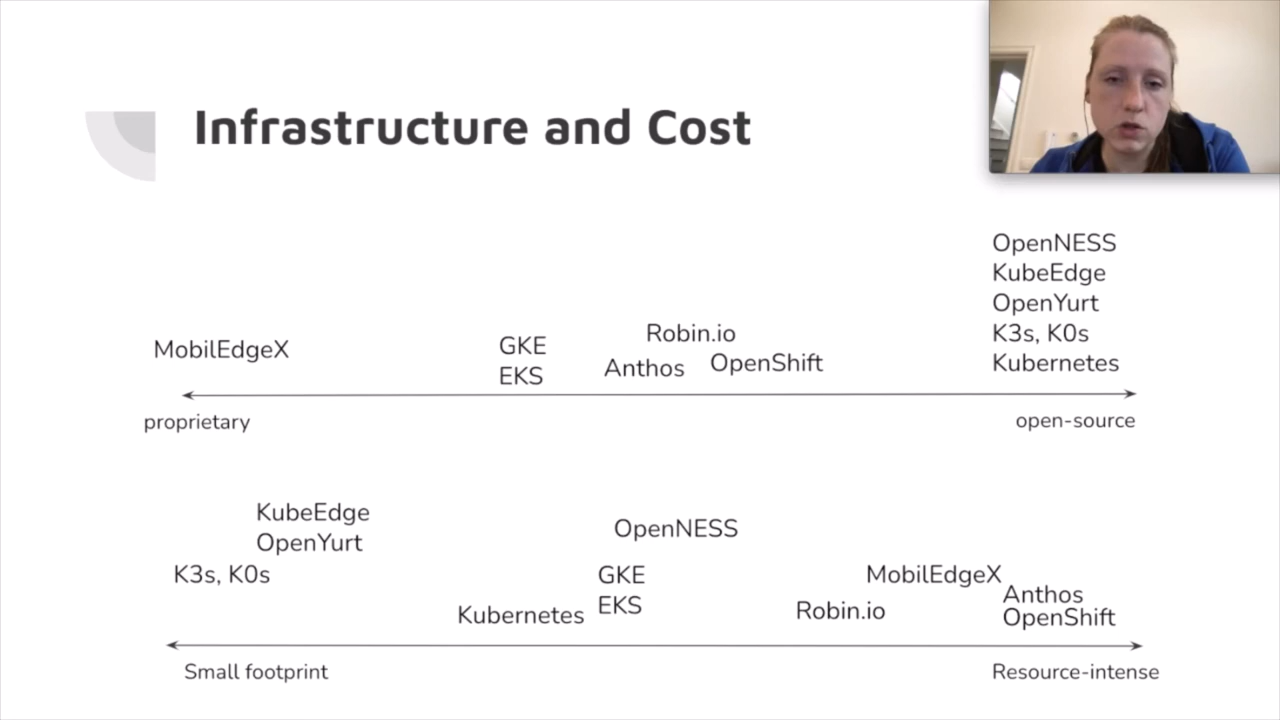 Infrastructure and Cost
OpenNESS
KubeEdge
OpenYurt
K3s, K0s
Kubernetes
Robin.io
GKE
MobilEdgeX
OpenShift
Anthos
EKS
proprietary
open-source
KubeEdge
OpenYurt
OpenNESS
K3s, K0s
GKE
MobilEdgeX
Anthos
EKS
Robin.io
Kubernetes
OpenShift
Small footprint
Resource-intense